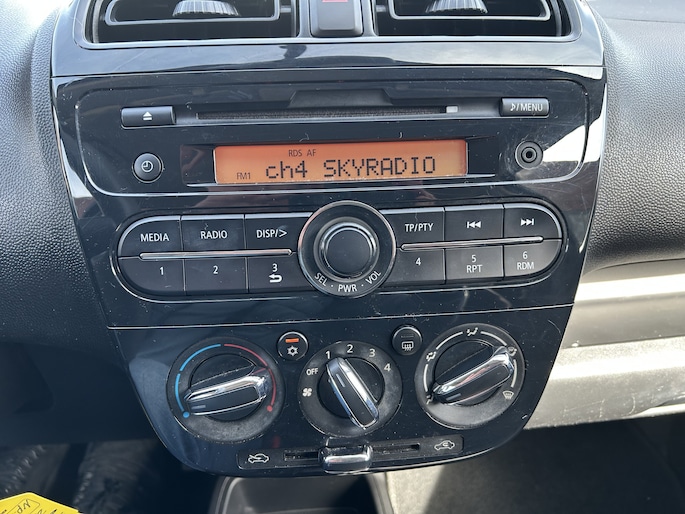 ♪/MENU
RDS AF
FM1 ch4 SKYRADIO
MEDIA RADIO DISP/> TP/PTY
1 2 3 4 5 6
RPT RDM
SEL · PWR · VOL
OFF 1 2 3 4